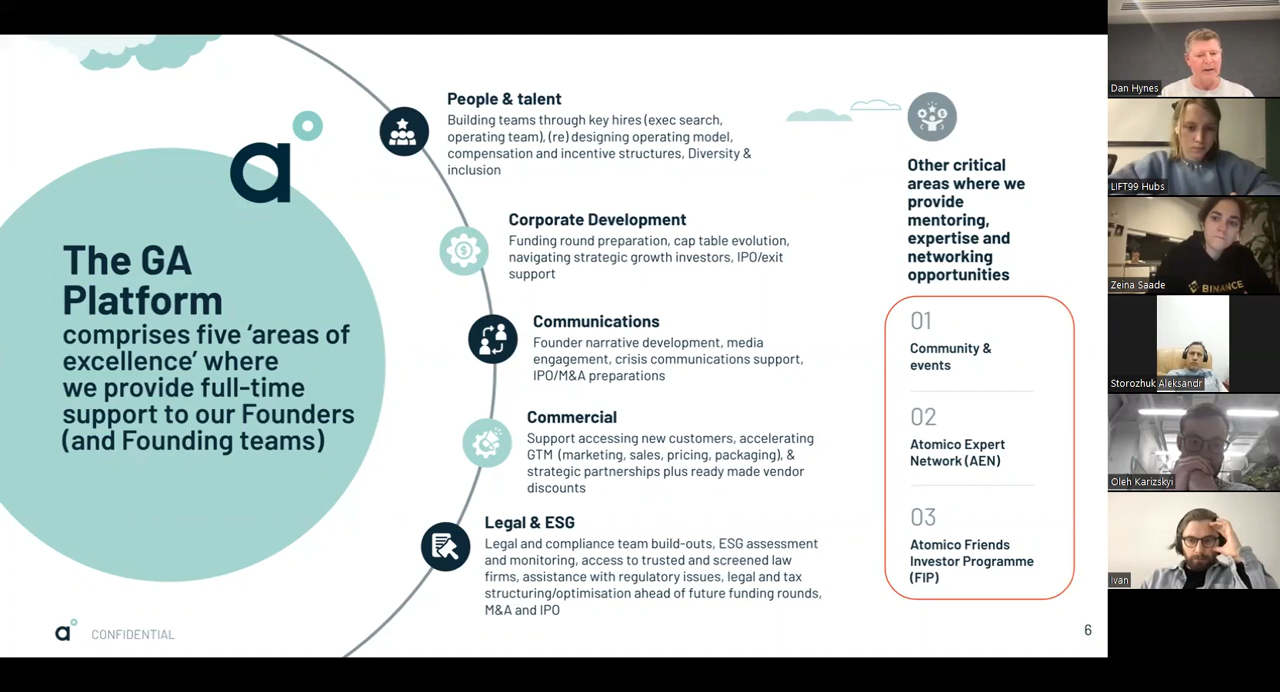 The GA
Platform
comprises five ‘areas of
excellence’ where
we provide full-time
support to our Founders
(and Founding teams)
People & talent
Building teams through key hires (exec search,
operating team), (re) designing operating model,
compensation and incentive structures, Diversity &
inclusion
Corporate Development
Funding round preparation, cap table evolution,
navigating strategic growth investors, IPO/exit
support
Communications
Founder narrative development, media
engagement, crisis communications support,
IPO/M&A preparations
Commercial
Support accessing new customers, accelerating
GTM (marketing, sales, pricing, packaging), &
strategic partnerships plus ready made vendor
discounts
Legal & ESG
Legal and compliance team build-outs, ESG assessment
and monitoring, access to trusted and screened law
firms, assistance with regulatory issues, legal and tax
structuring/optimisation ahead of future funding rounds,
M&A and IPO
Other critical
areas where we
provide
mentoring,
expertise and
networking
opportunities
01
Community &
events
02
Atomico Expert
Network (AEN)
03
Atomico Friends
Investor Programme
(FIP)
a
a
CONFIDENTIAL
6
Dan Hynes
LIFT99 Hubs
BINANCE
Zeina Saade
Storozhuk Aleksandr
Oleh Karizskyi
Ivan